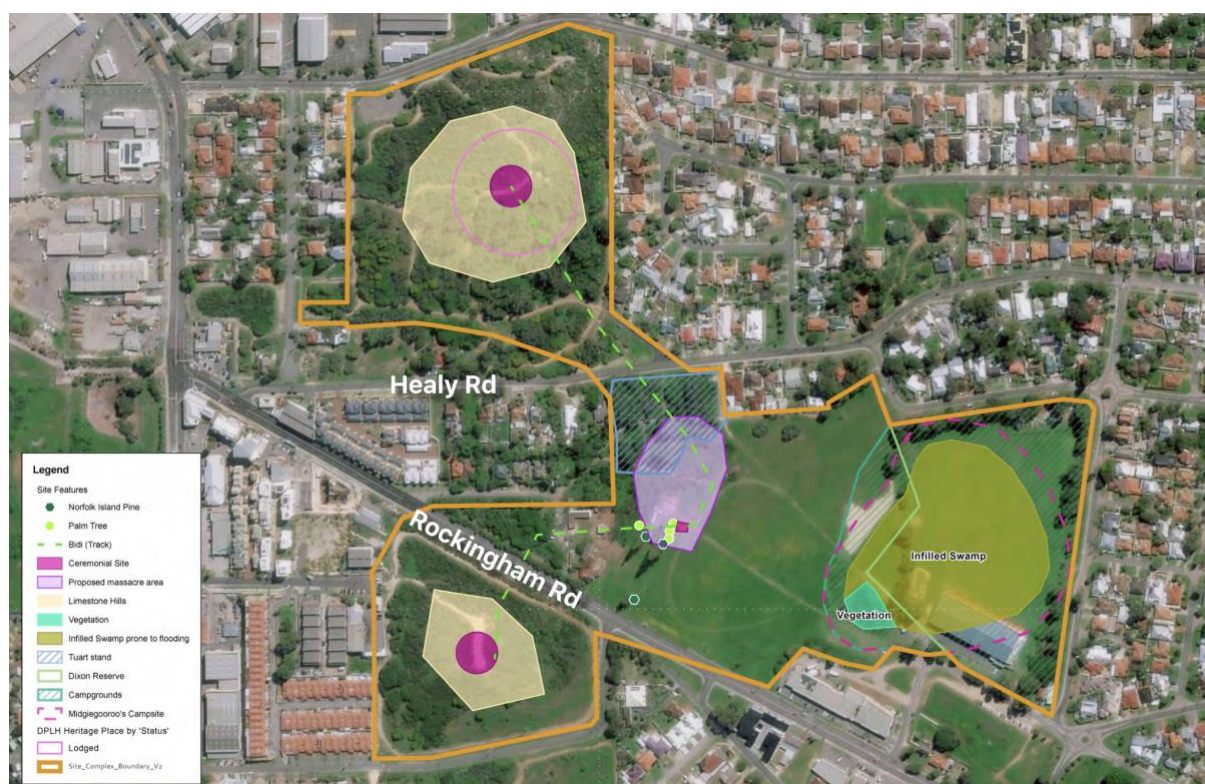 Healy Rd
Rockingham Rd
Infilled Swamp
Vegetation
Legend
Site Features
Norfolk Island Pine
Palm Tree
Bidi (Track)
Ceremonial Site
Proposed massacre area
Limestone Hills
Vegetation
Infilled Swamp prone to flooding
Tuart stand
Dixon Reserve
Campgrounds
Midgiegooroo's Campsite
DPLH Heritage Place by 'Status'
Lodged
Site_Complex_Boundary_V2